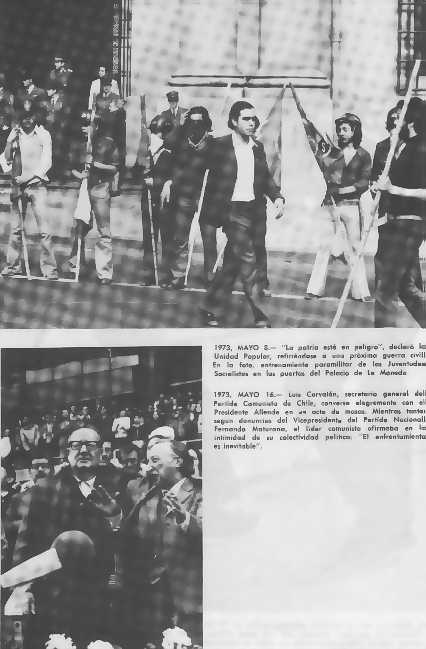 1973, MAYO 8.— "La patria está en peligro", declaró la
Unidad Popular, refiriéndose a una próxima guerra civil
En la foto, entrenamiento paramilitar de las Juventudes
Socialistas en las puertas del Palacio de La Moneda
1973, MAYO 16.— Luis Corvalán, secretario general del
Partido Comunista de Chile, conversa alegremente con el
Presidente Allende en un acto de masas. Mientras tanto
según denuncias del Vicepresidente del Partido Nacional
Fernando Maturana, el líder comunista afirmaba en la
intimidad de su colectividad política: "El enfrentamiento
es inevitable".